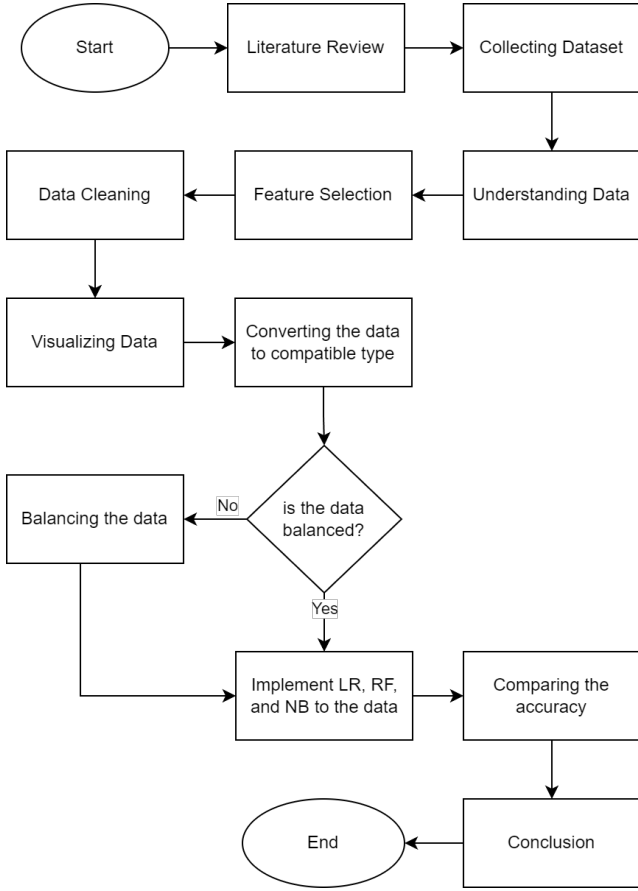 Start
Literature Review
Collecting Dataset
Understanding Data
Feature Selection
Data Cleaning
Visualizing Data
Converting the data
to compatible type
is the data
balanced?
No
Balancing the data
Yes
Implement LR, RF,
and NB to the data
Comparing the
accuracy
Conclusion
End